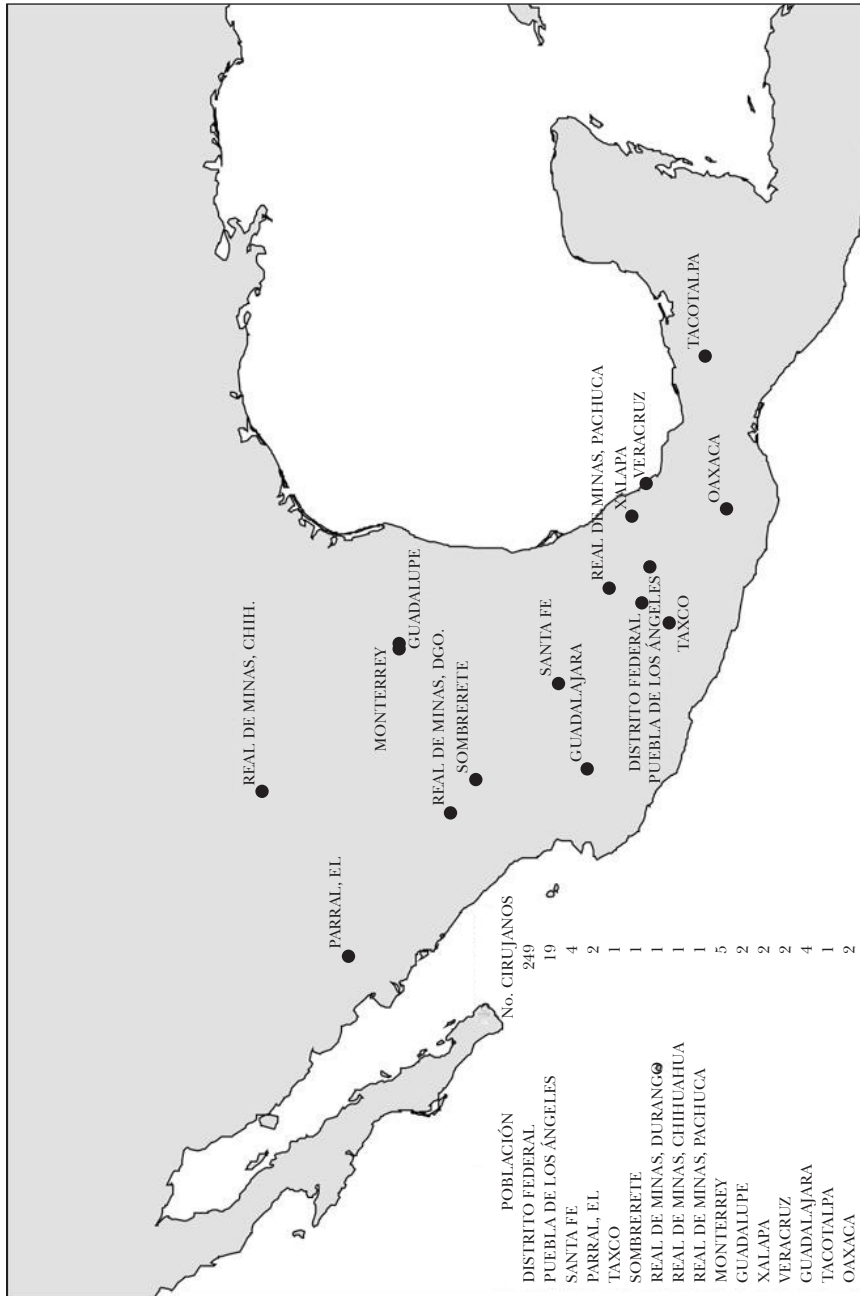 REAL DE MINAS, CHIH.
PARRAL, EL
MONTERREY
GUADALUPE
REAL DE MINAS, DGO.
SOMBRERETE
SANTA FE
GUADALAJARA
REAL DE MINAS, PACHUCA
XALAPA
VERACRUZ
DISTRITO FEDERAL
PUEBLA DE LOS ÁNGELES
TAXCO
OAXACA
TACOTALPA
POBLACIÓN No. CIRUJANOS
DISTRITO FEDERAL 249
PUEBLA DE LOS ÁNGELES 19
SANTA FE 4
PARRAL, EL 2
TAXCO 1
SOMBRERETE 1
REAL DE MINAS, DURANGO 1
REAL DE MINAS, CHIHUAHUA 1
REAL DE MINAS, PACHUCA 1
MONTERREY 5
GUADALUPE 2
XALAPA 2
VERACRUZ 2
GUADALAJARA 4
TACOTALPA 1
OAXACA 2